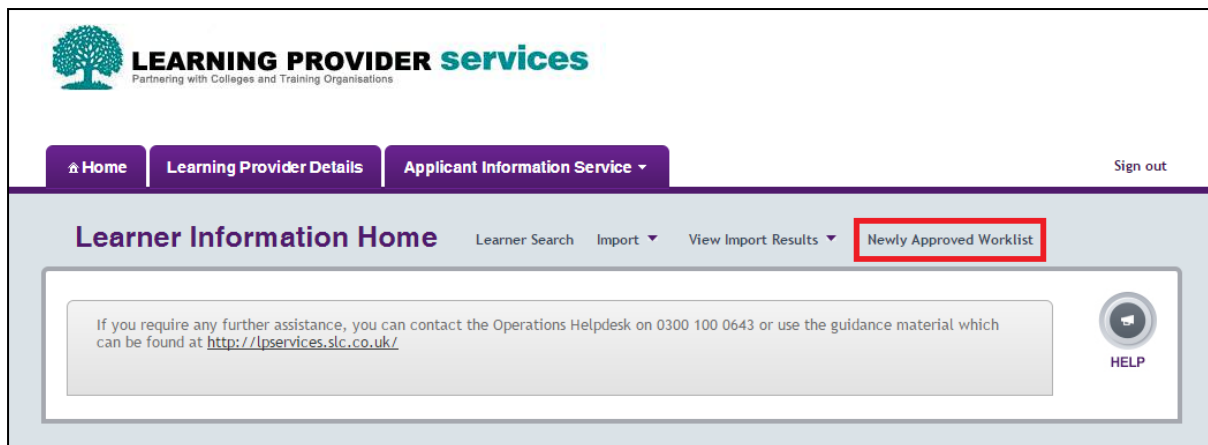 LEARNING PROVIDER services
Partnering with Colleges and Training Organisations
Home Learning Provider Details Applicant Information Service Sign out
Learner Information Home Learner Search Import View Import Results Newly Approved Worklist
If you require any further assistance, you can contact the Operations Helpdesk on 0300 100 0643 or use the guidance material which
can be found at http://lpservices.slc.co.uk/
HELP